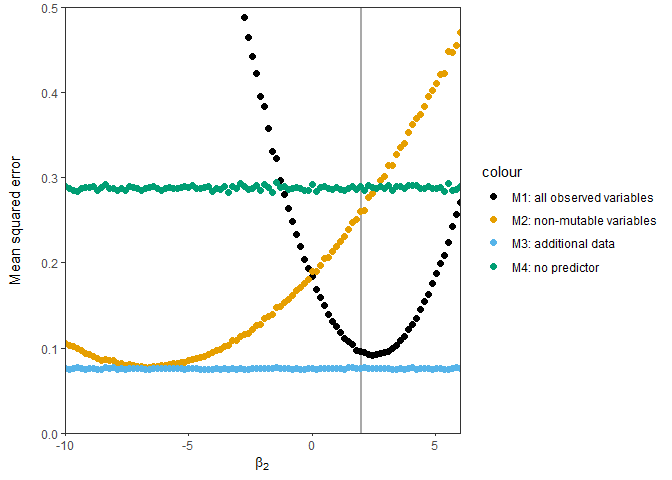 0.5
0.4
0.3
0.2
0.1
0.0
Mean squared error
-10
-5
0
5
β₂
colour
M1: all observed variables
M2: non-mutable variables
M3: additional data
M4: no predictor